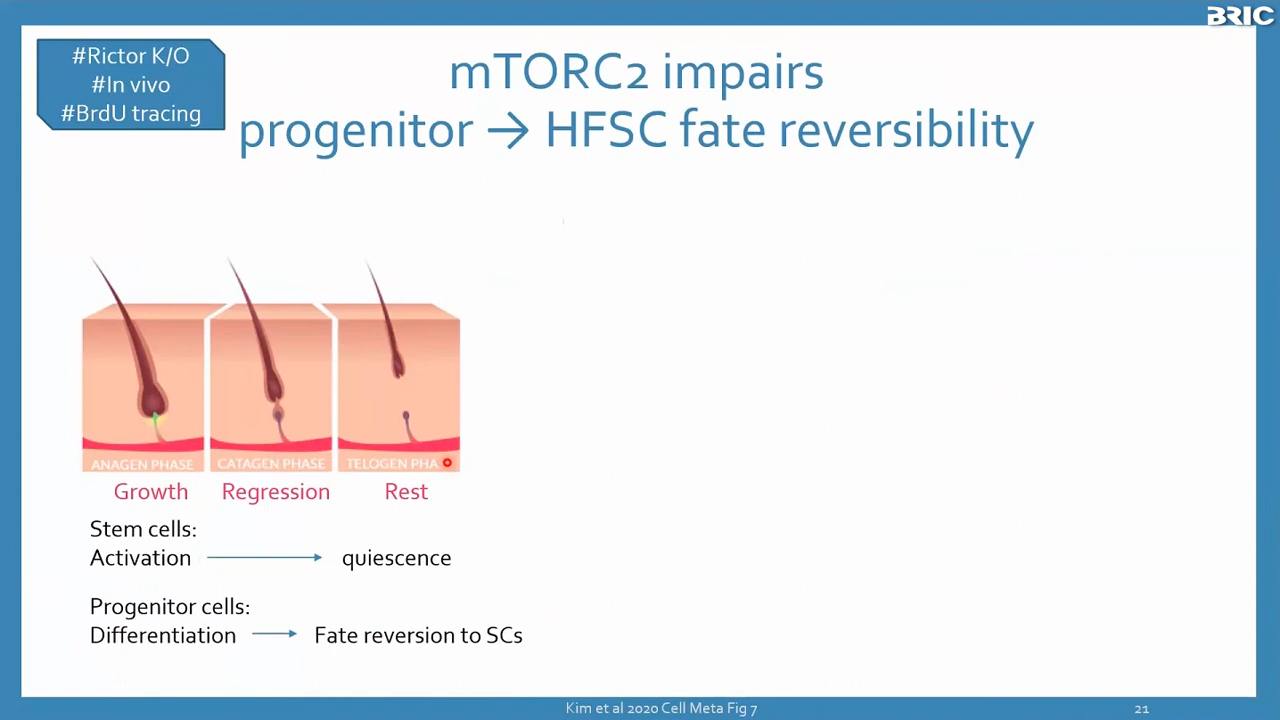 BRIC
#Rictor K/O
#In vivo
#BrdU tracing
mTORC2 impairs
progenitor → HFSC fate reversibility
ANAGEN PHASE
CATAGEN PHASE
TELOGEN PHA
Growth
Regression
Rest
Stem cells:
Activation
quiescence
Progenitor cells:
Differentiation
Fate reversion to SCs
Kim et al 2020 Cell Meta Fig 7
21